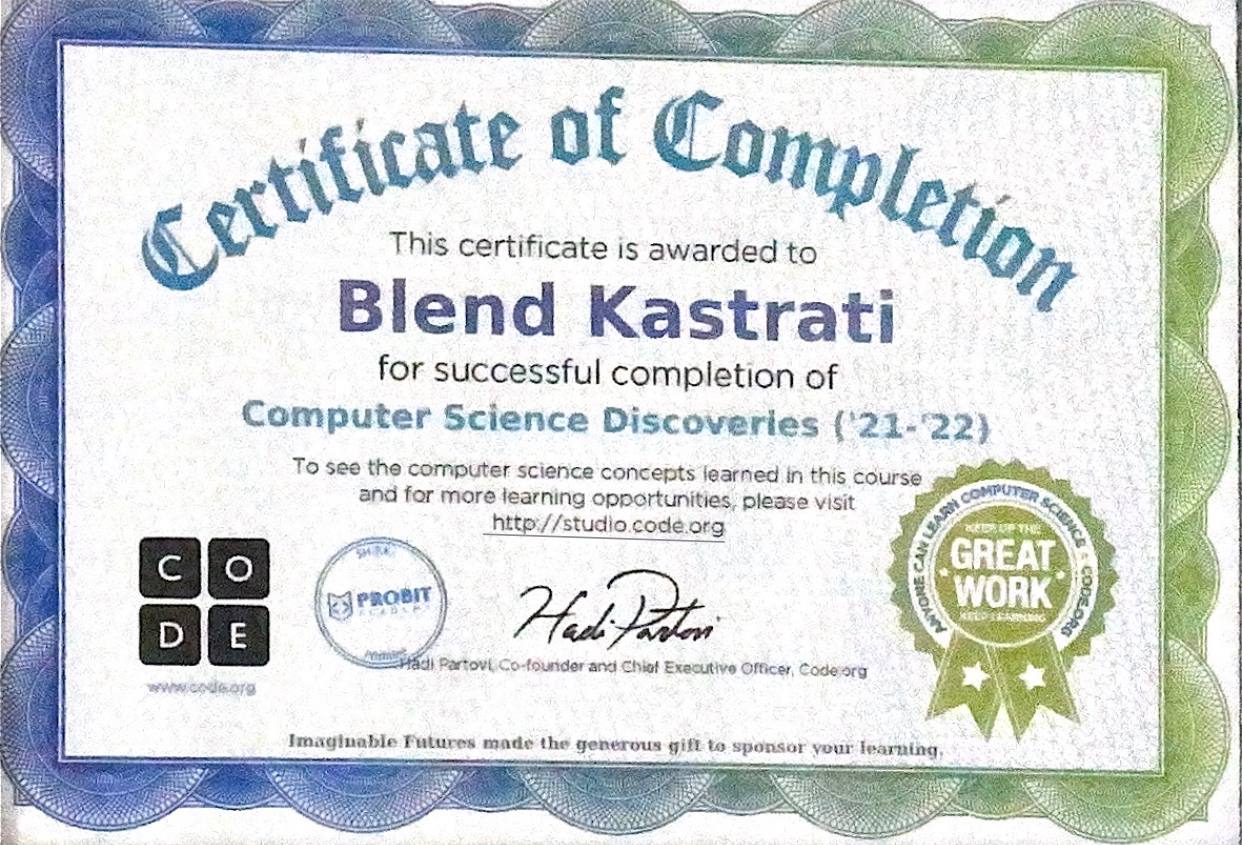 Certificate of Completion
This certificate is awarded to
Blend Kastrati
for successful completion of
Computer Science Discoveries ('21-'22)
To see the computer science concepts learned in this course
and for more learning opportunities, please visit
http://studio.code.org
C O
D E
www.code.org
PROBIT
Hadi Partovi
Hadi Partovi, Co-founder and Chief Executive Officer, Code.org
ANYONE CAN LEARN COMPUTER SCIENCE • CODE.ORG
KEEP UP THE
GREAT
WORK
KEEP LEARNING
Imaginable Futures made the generous gift to sponsor your learning.